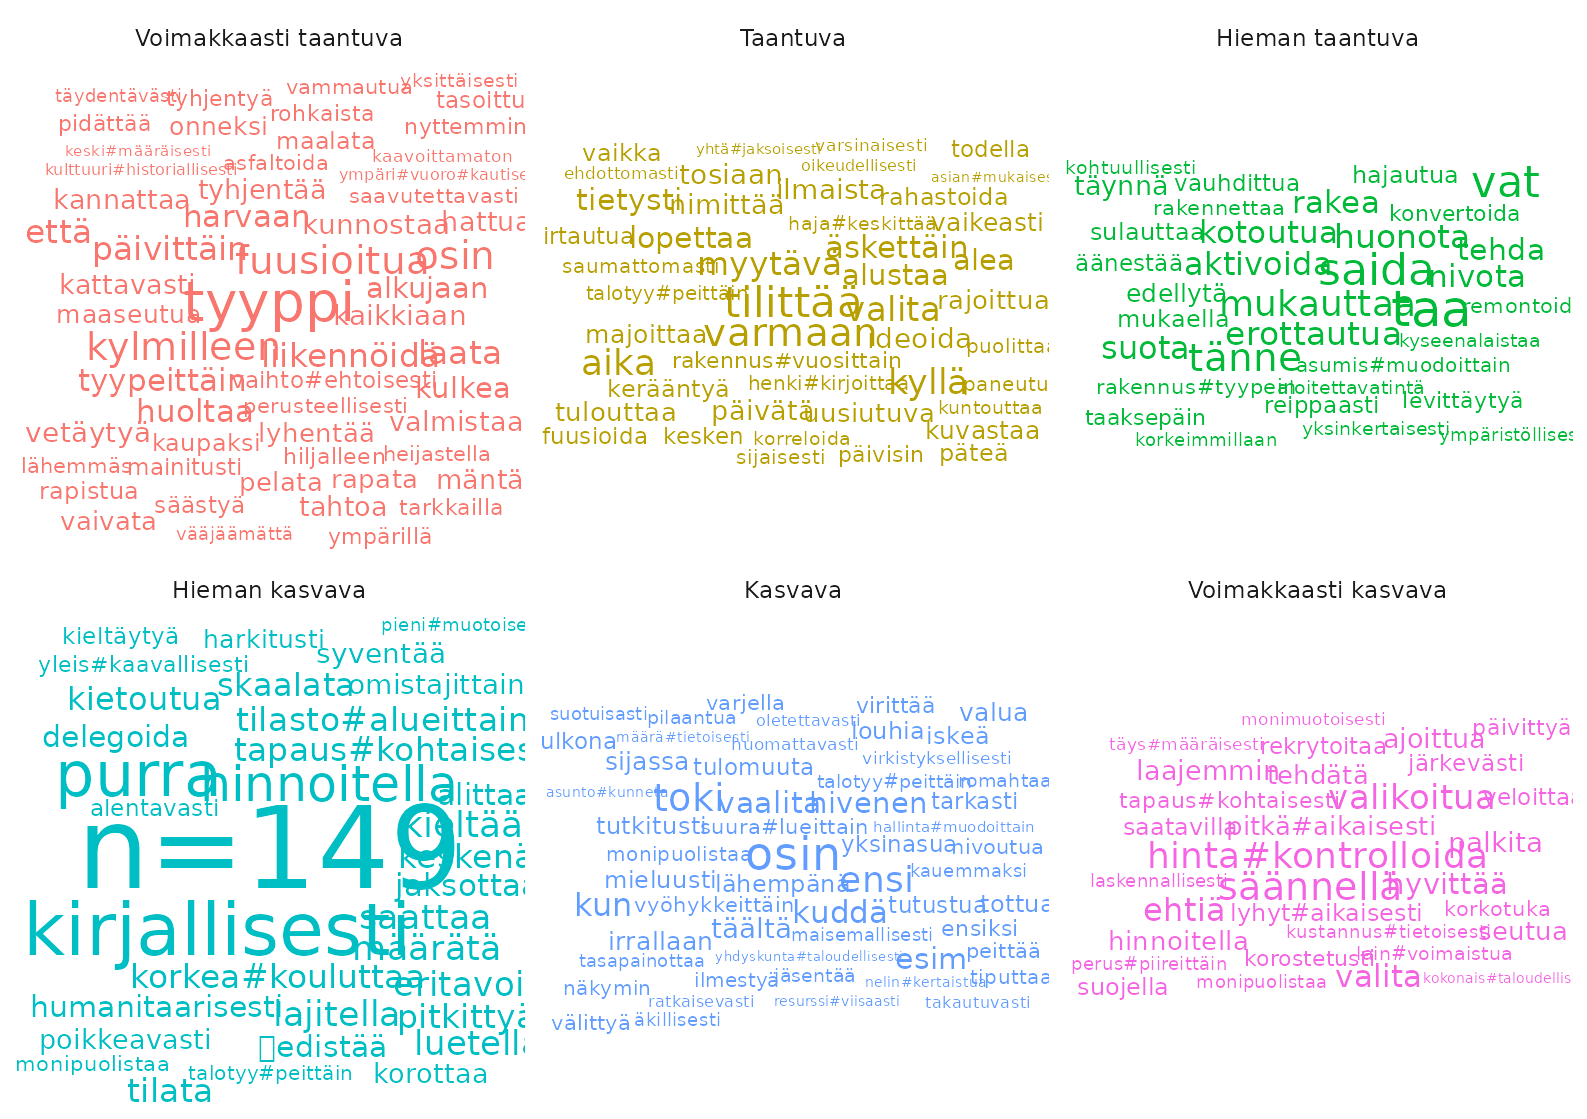 Voimakkaasti taantuva
täydentävästi
tyhjentyä
vammautua
yksittäisesti
tasoittu
pidättää
onneksi
rohkaista
nyttemmin
maalata
keski#määräisesti
kulttuuri#historiallisesti
asfaltoida
kaavoittamaton
ympäri#vuoro#kautise
kannattaa
tyhjentää
saavutettavasti
että
harvaan
kunnostaa
hattua
päivittäin
fuusioitua
osin
kattavasti
tyyppi
alkujaan
maaseutua
kaikkiaan
kylmilleen
liikennöidä
laata
tyypeittäin
vaihto#ehtoisesti
kulkea
huoltaa
perusteellisesti
valmistaa
vetäytyä
kaupaksi
lyhentää
lähemmäs
mainitusti
hiljalleen
heijastella
rapistua
pelata
rapata
mäntä
säästyä
tahtoa
tarkkailla
vaivata
vääjäämättä
ympärillä
Taantuva
vaikka
yhtä#jaksoisesti
varsinaisesti
todella
ehdottomasti
tosiaan
oikeudellisesti
asian#mukaises
tietysti
nimittää
ilmaista
rahastoida
irtautua
lopettaa
haja#keskittää
vaikeasti
äskettäin
saumattomasti
myytävä
alustaa
alea
talotyy#peittäin
tilittää
valita
rajoittua
majoittaa
varmaan
ideoida
puolittaa
aika
rakennus#vuosittain
kyllä
kerääntyä
henki#kirjoittaa
paneutu
tulouttaa
päivätä
uusiutuva
kuntouttaa
fuusioida
kesken
korreloida
kuvastaa
sijaisesti
päivisin
päteä
Hieman taantuva
kohtuullisesti
täynnä
vauhdittua
hajautua
vat
rakennettaa
rakea
konvertoida
sulauttaa
kotoutua
huonota
tehda
äänestää
aktivoida
saida
nivota
edellytä
mukauttaa
taa
remontoid
mukaella
erottautua
kyseenalaistaa
suota
tänne
asumis#muodoittain
rakennus#tyypein
aloitettavatintä
levittäytyä
taaksepäin
reippaasti
korkeimmillaan
yksinkertaisesti
ympäristöllises
Hieman kasvava
kieltäytyä
harkitusti
pieni#muotoise
yleis#kaavallisesti
syventää
kietoutua
skaalata
omistajittain
delegoida
tilasto#alueittain
tapaus#kohtaises
purra
hinnoitella
alittaa
alentavasti
n=149
kieltää
keskenä
jaksottaa
kirjallisesti
saattaa
määrätä
korkea#kouluttaa
eritavoi
humanitaarisesti
lajitella
pitkittyä
poikkeavasti
edistää
luetella
monipuolistaa
talotyy#peittäin
korottaa
tilata
Kasvava
suotuisasti
varjella
virittää
pilaantua
oletettavasti
valua
ulkona
määrä#tietoisesti
huomattavasti
louhia
iskeä
sijassa
tulomuuta
virkistyksellisesti
asunto#kunneta
toki
vaalita
talotyy#peittäin
romahtaa
hivenen
tarkasti
tutkitusti
suura#lueittain
hallinta#muodoittain
monipuolistaa
osin
yksinasua
nivoutua
mieluusti
lähempänä
ensi
kauemmaksi
kun
vyöhykkeittäin
kuddä
tutustua
tottua
irrallaan
täältä
maisemallisesti
ensiksi
tasapainottaa
yhdyskunta#taloudellisesti
esim
peittää
näkymin
ilmestyä
jäsentää
nelin#kertaistua
tiputtaa
ratkaisevasti
resurssi#viisaasti
takautuvasti
välittyä
äkillisesti
Voimakkaasti kasvava
monimuotoisesti
täys#määräisesti
rekrytoitaa
ajoittua
päivittyä
laajemmin
tehdätä
järkevästi
tapaus#kohtaisesti
valikoitua
veloittaa
saatavilla
pitkä#aikaisesti
palkita
hinta#kontrolloida
laskennallisesti
säännellä
hyvittää
ehtiä
lyhyt#aikaisesti
korkotuka
hinnoitella
kustannus#tietoisesti
seutua
perus#piireittäin
korostetusti
lain#voimaistua
suojella
monipuolistaa
valita
kokonais#taloudellis